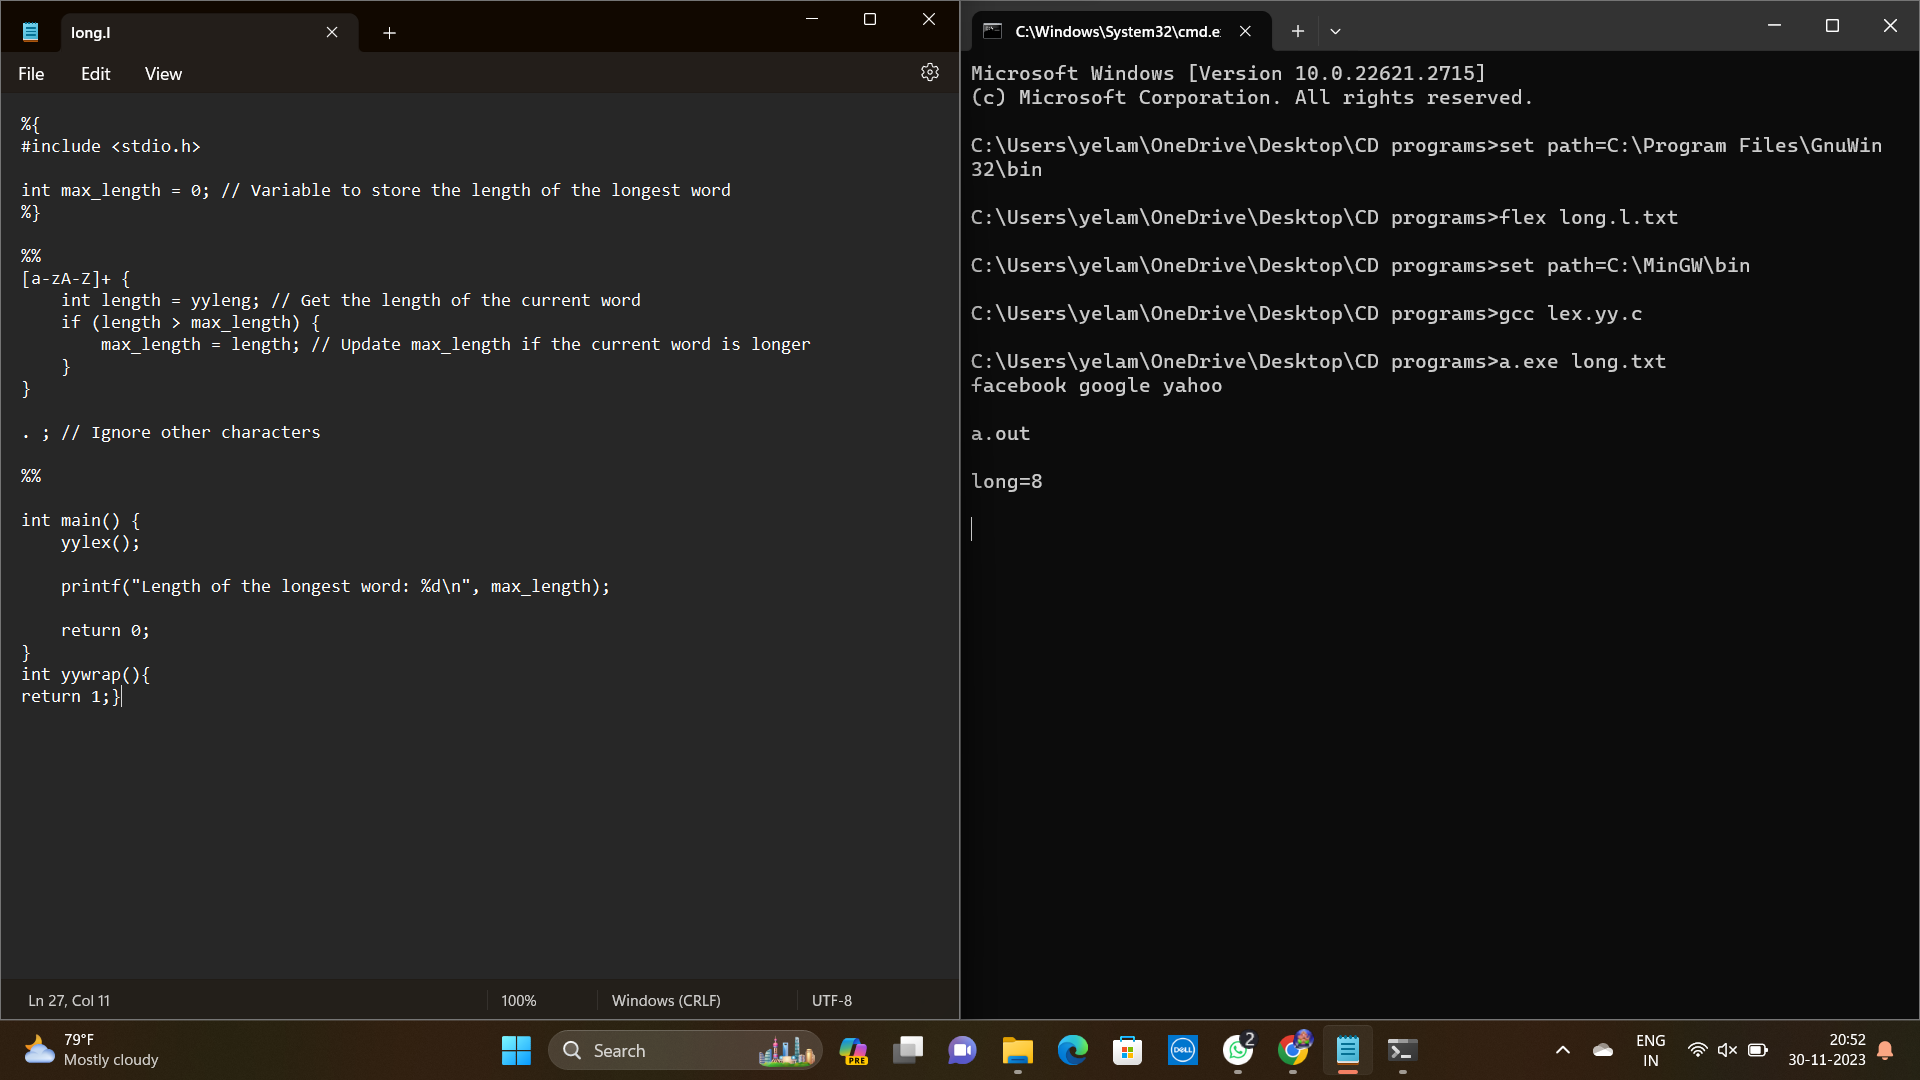 long.l
File Edit View
%{
#include <stdio.h>
int max_length = 0; // Variable to store the length of the longest word
%}
%%
[a-zA-Z]+ {
    int length = yyleng; // Get the length of the current word
    if (length > max_length) {
        max_length = length; // Update max_length if the current word is longer
    }
}
. ; // Ignore other characters
%%
int main() {
    yylex();
    printf("Length of the longest word: %d\n", max_length);
    return 0;
}
int yywrap(){
return 1;}
Ln 27, Col 11
100%
Windows (CRLF)
UTF-8
C:\Windows\System32\cmd.e
Microsoft Windows [Version 10.0.22621.2715]
(c) Microsoft Corporation. All rights reserved.
C:\Users\yelam\OneDrive\Desktop\CD programs>set path=C:\Program Files\GnuWin
32\bin
C:\Users\yelam\OneDrive\Desktop\CD programs>flex long.l.txt
C:\Users\yelam\OneDrive\Desktop\CD programs>set path=C:\MinGW\bin
C:\Users\yelam\OneDrive\Desktop\CD programs>gcc lex.yy.c
C:\Users\yelam\OneDrive\Desktop\CD programs>a.exe long.txt
facebook google yahoo
a.out
long=8
79°F
Mostly cloudy
Search
PRE
DELL
2
ENG
IN
20:52
30-11-2023